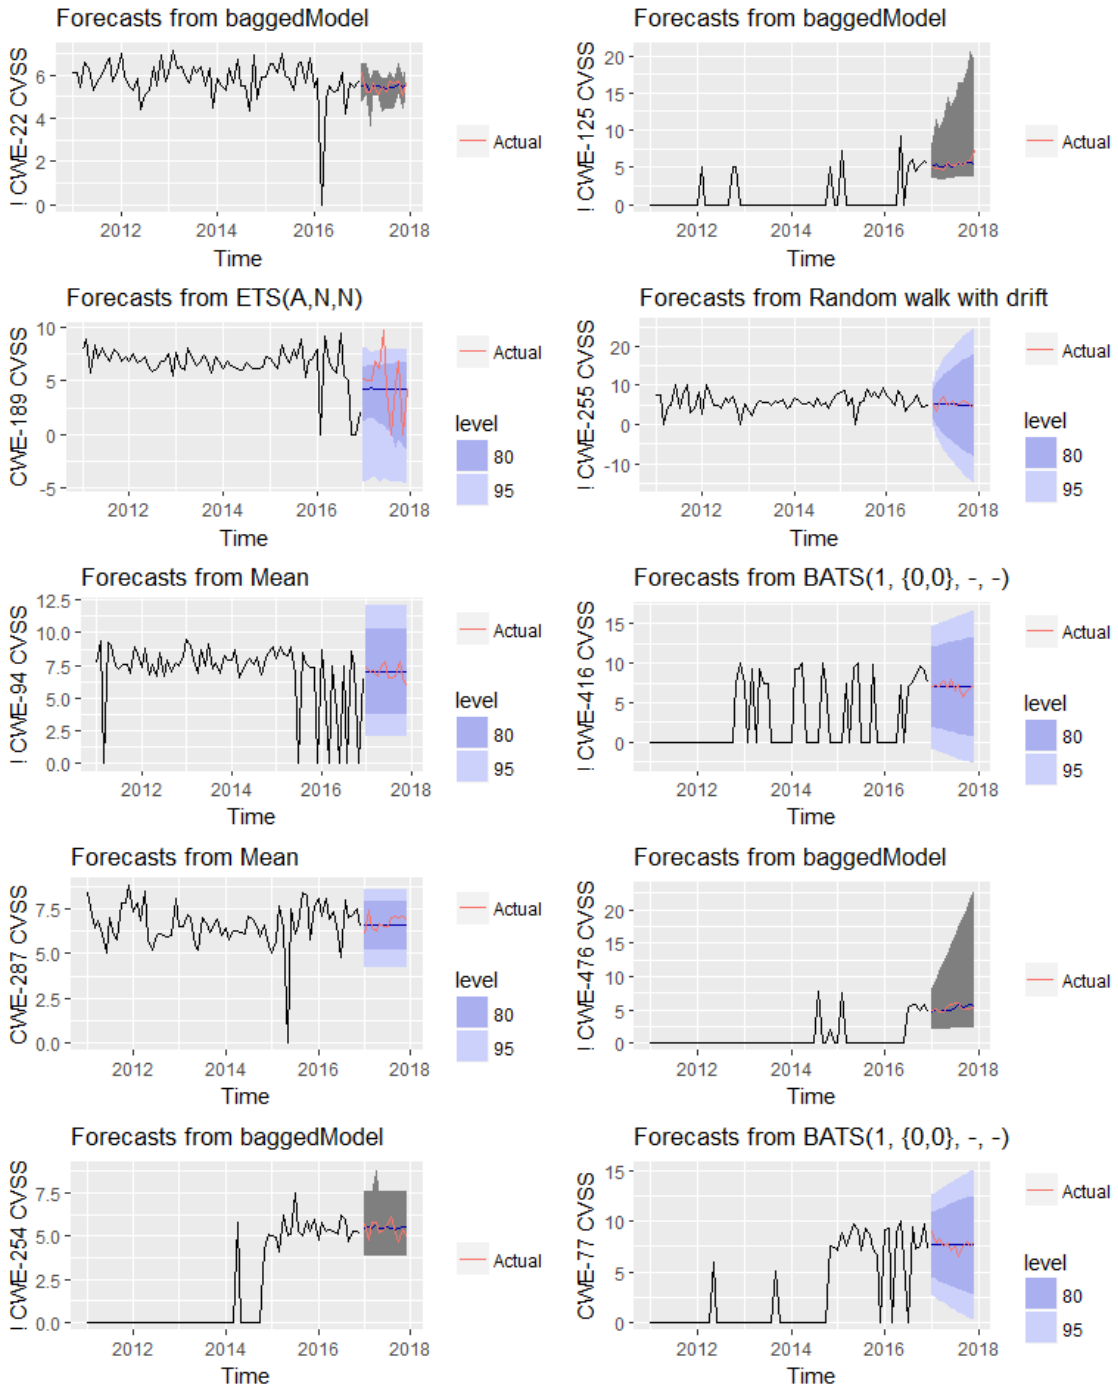 Forecasts from baggedModel
! CWE-22 CVSS
6
4
2
0
2012 2014 2016 2018
Time
Actual
Forecasts from baggedModel
! CWE-125 CVSS
20
15
10
5
0
2012 2014 2016 2018
Time
Actual
Forecasts from ETS(A,N,N)
CWE-189 CVSS
10
5
0
-5
2012 2014 2016 2018
Time
Actual
level
80
95
Forecasts from Random walk with drift
! CWE-255 CVSS
20
10
0
-10
2012 2014 2016 2018
Time
Actual
level
80
95
Forecasts from Mean
! CWE-94 CVSS
12.5
10.0
7.5
5.0
2.5
0.0
2012 2014 2016 2018
Time
Actual
level
80
95
Forecasts from BATS(1, {0,0}, -, -)
! CWE-416 CVSS
15
10
5
0
2012 2014 2016 2018
Time
Actual
level
80
95
Forecasts from Mean
CWE-287 CVSS
7.5
5.0
2.5
0.0
2012 2014 2016 2018
Time
Actual
level
80
95
Forecasts from baggedModel
! CWE-476 CVSS
20
15
10
5
0
2012 2014 2016 2018
Time
Actual
Forecasts from baggedModel
! CWE-254 CVSS
7.5
5.0
2.5
0.0
2012 2014 2016 2018
Time
Actual
Forecasts from BATS(1, {0,0}, -, -)
CWE-77 CVSS
15
10
5
0
2012 2014 2016 2018
Time
Actual
level
80
95